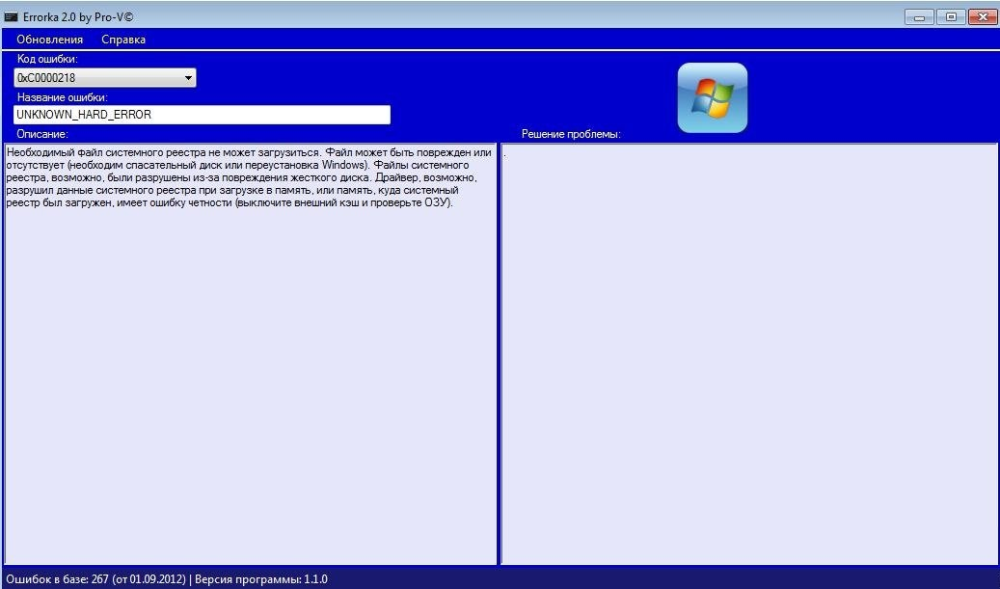 Errorka 2.0 by Pro-V©
Обновления Справка
Код ошибки:
0xC0000218
Название ошибки:
UNKNOWN_HARD_ERROR
Описание:
Необходимый файл системного реестра не может загрузиться. Файл может быть поврежден или
отсутствует (необходим спасательный диск или переустановка Windows). Файлы системного
реестра, возможно, были разрушены из-за повреждения жесткого диска. Драйвер, возможно,
разрушил данные системного реестра при загрузке в память, или память, куда системный
реестр был загружен, имеет ошибку четности (выключите внешний кэш и проверьте ОЗУ).
Решение проблемы:
.
Ошибок в базе: 267 (от 01.09.2012) | Версия программы: 1.1.0